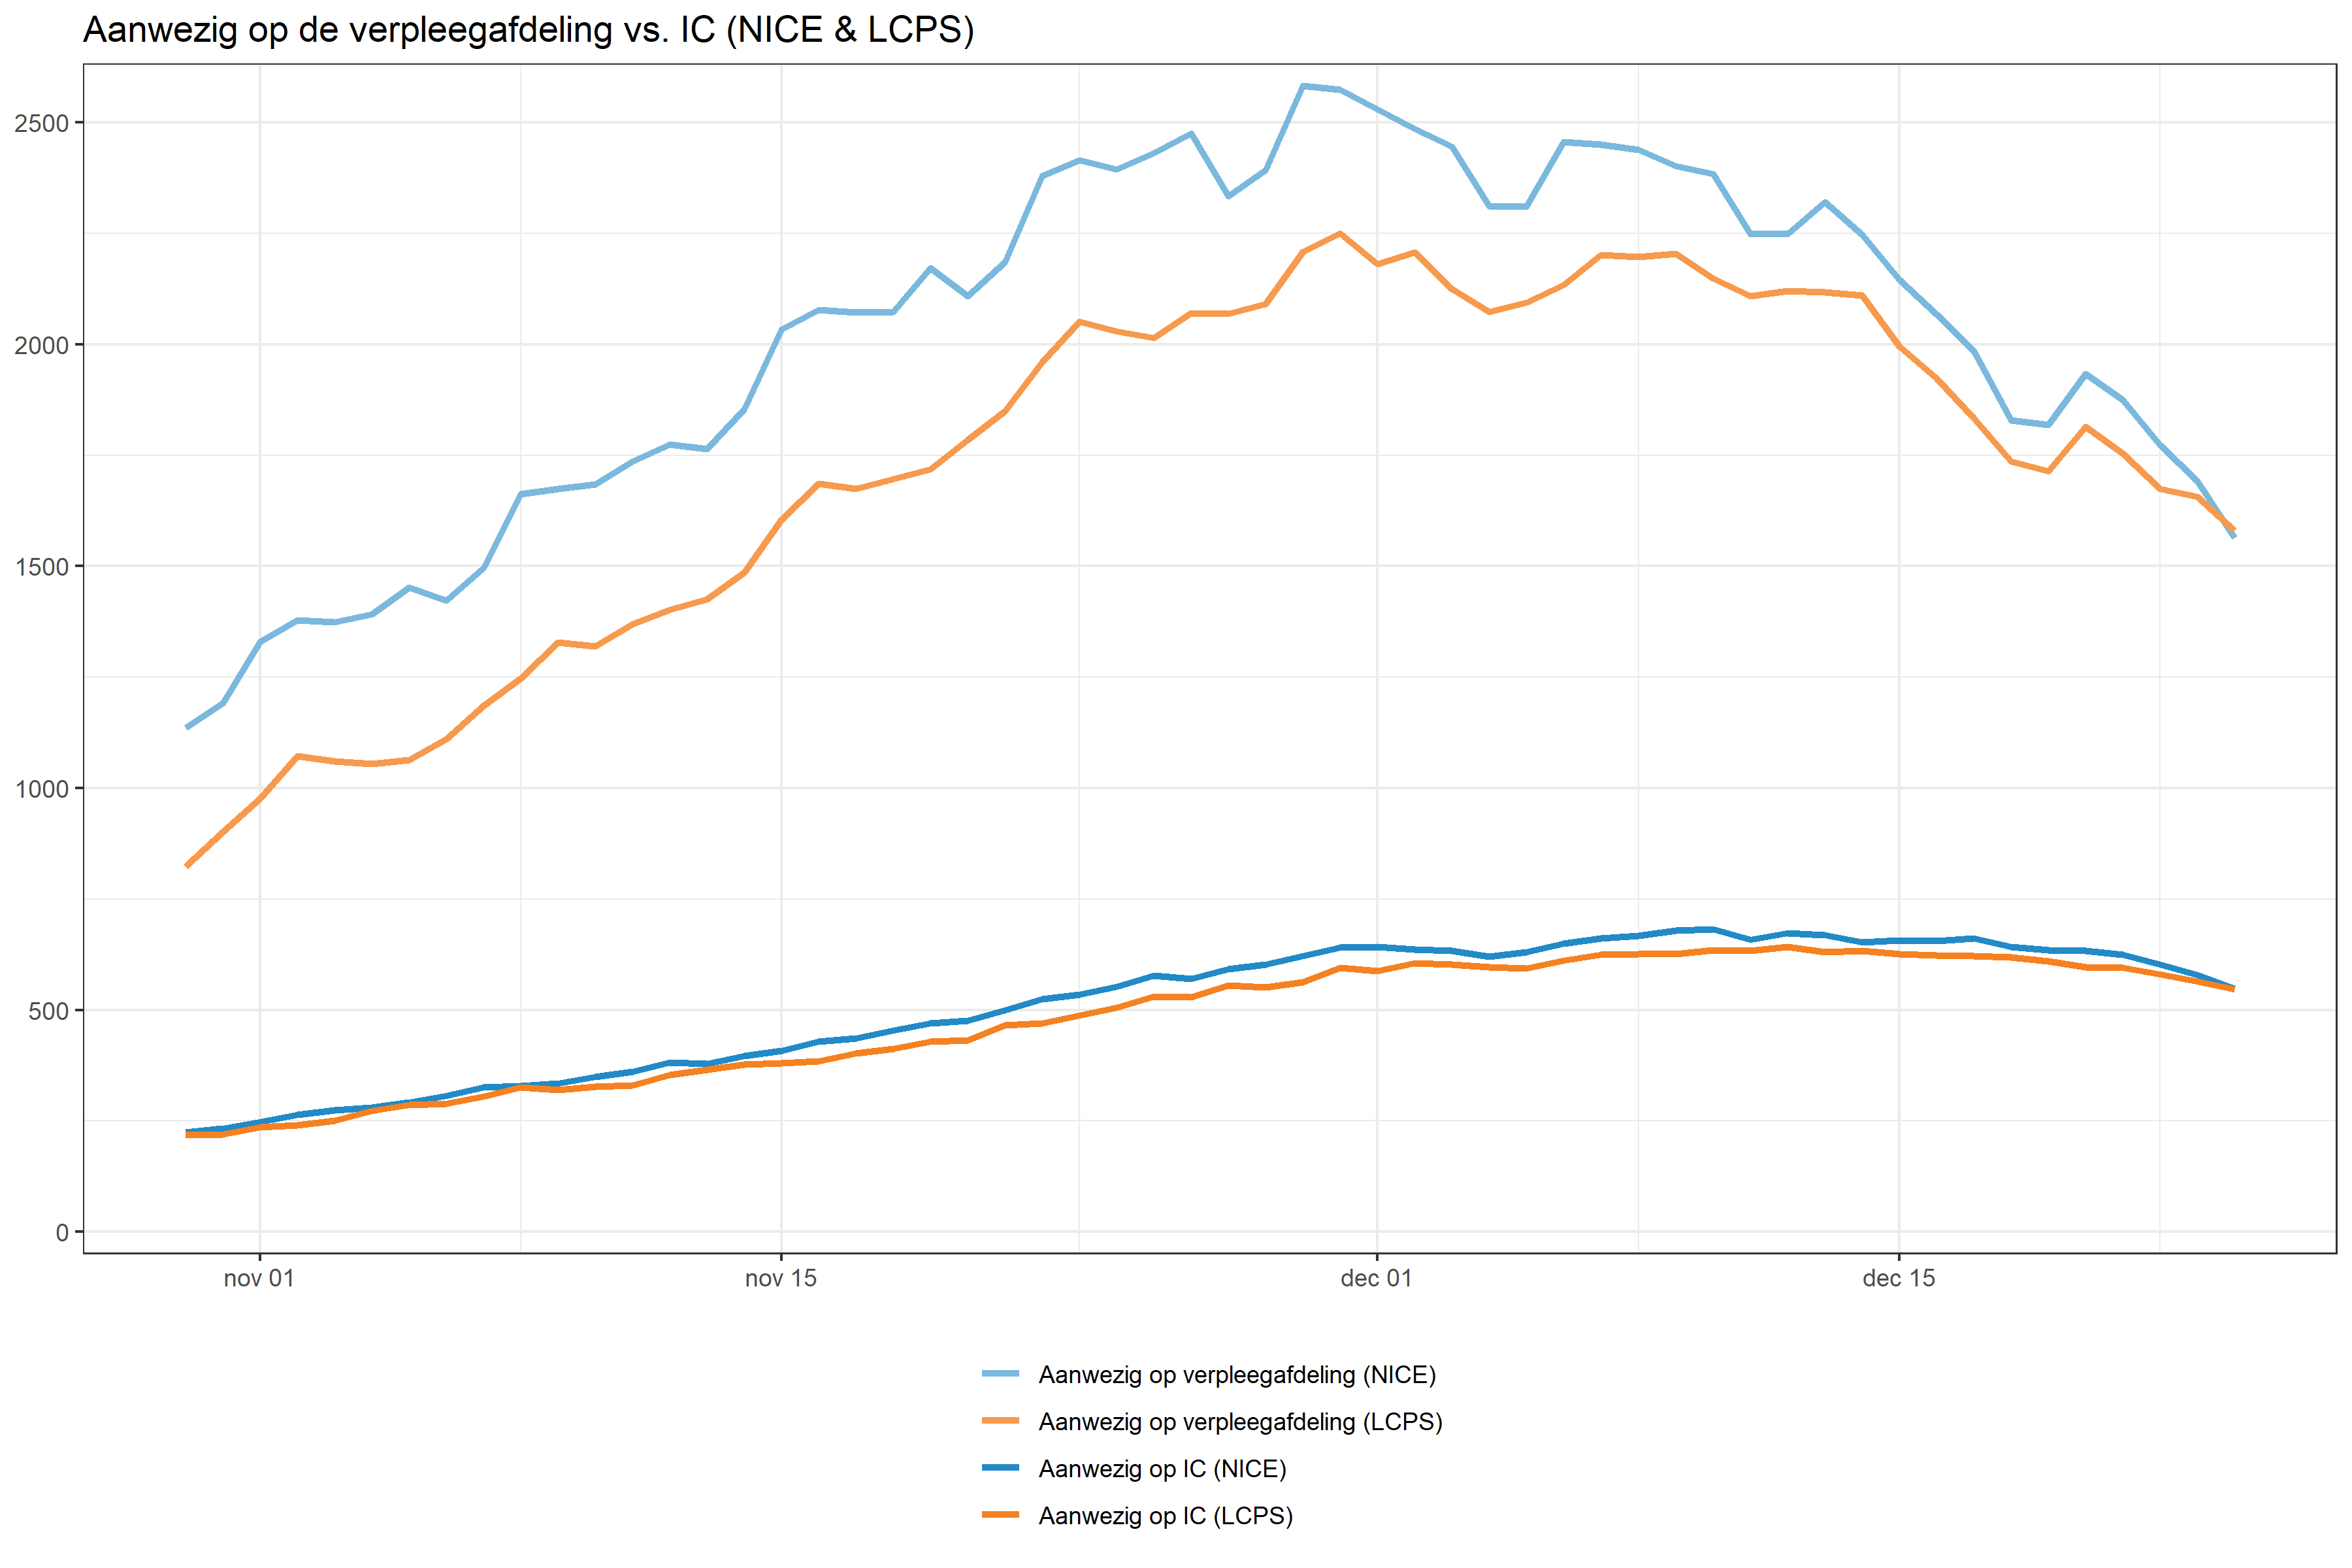 Aanwezig op de verpleegafdeling vs. IC (NICE & LCPS)
2500
2000
1500
1000
500
0
nov 01 nov 15 dec 01 dec 15
Aanwezig op verpleegafdeling (NICE)
Aanwezig op verpleegafdeling (LCPS)
Aanwezig op IC (NICE)
Aanwezig op IC (LCPS)